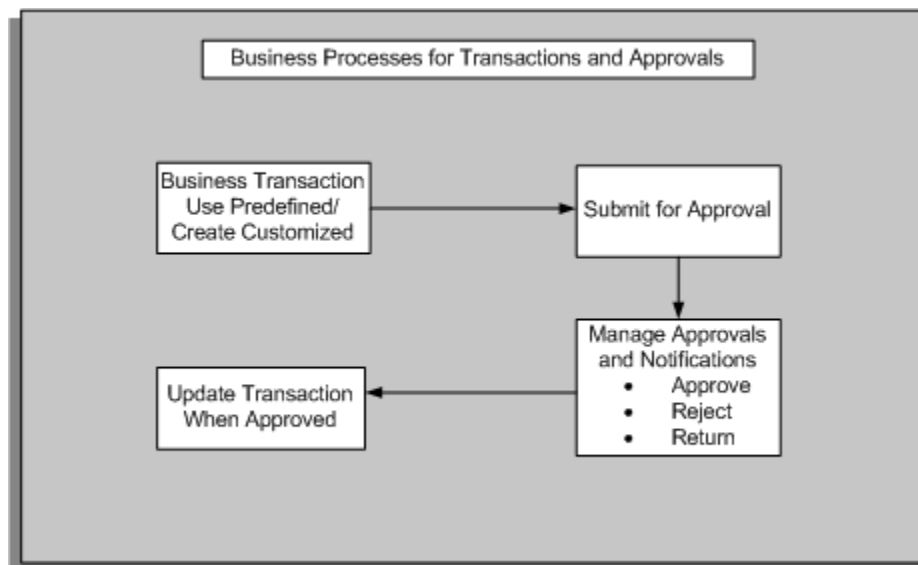 Business Processes for Transactions and Approvals
Business Transaction
Use Predefined/
Create Customized
Submit for Approval
Manage Approvals
and Notifications
• Approve
• Reject
• Return
Update Transaction
When Approved